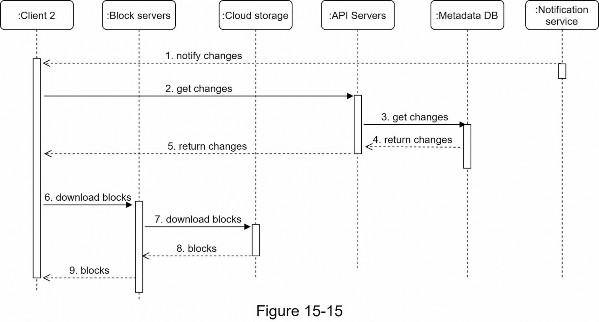 :Client 2
:Block servers
:Cloud storage
:API Servers
:Metadata DB
:Notification
service
1. notify changes
2. get changes
3. get changes
4. return changes
5. return changes
6. download blocks
7. download blocks
8. blocks
9. blocks
Figure 15-15